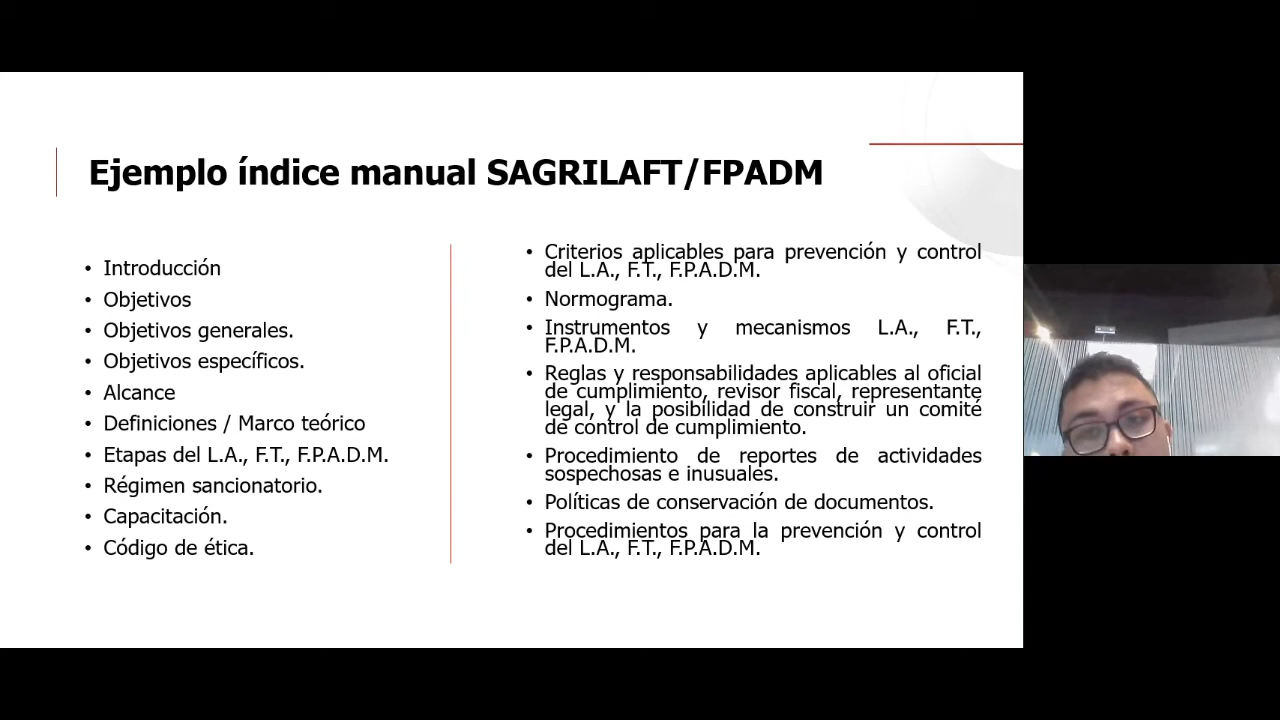 Ejemplo índice manual SAGRILAFT/FPADM
• Introducción
• Objetivos
• Objetivos generales.
• Objetivos específicos.
• Alcance
• Definiciones / Marco teórico
• Etapas del L.A., F.T., F.P.A.D.M.
• Régimen sancionatorio.
• Capacitación.
• Código de ética.
• Criterios aplicables para prevención y control
del L.A., F.T., F.P.A.D.M.
• Normograma.
• Instrumentos y mecanismos L.A., F.T.,
F.P.A.D.M.
• Reglas y responsabilidades aplicables al oficial
de cumplimiento, revisor fiscal, representante
legal, y la posibilidad de construir un comité
de control de cumplimiento.
• Procedimiento de reportes de actividades
sospechosas e inusuales.
• Políticas de conservación de documentos.
• Procedimientos para la prevención y control
del L.A., F.T., F.P.A.D.M.